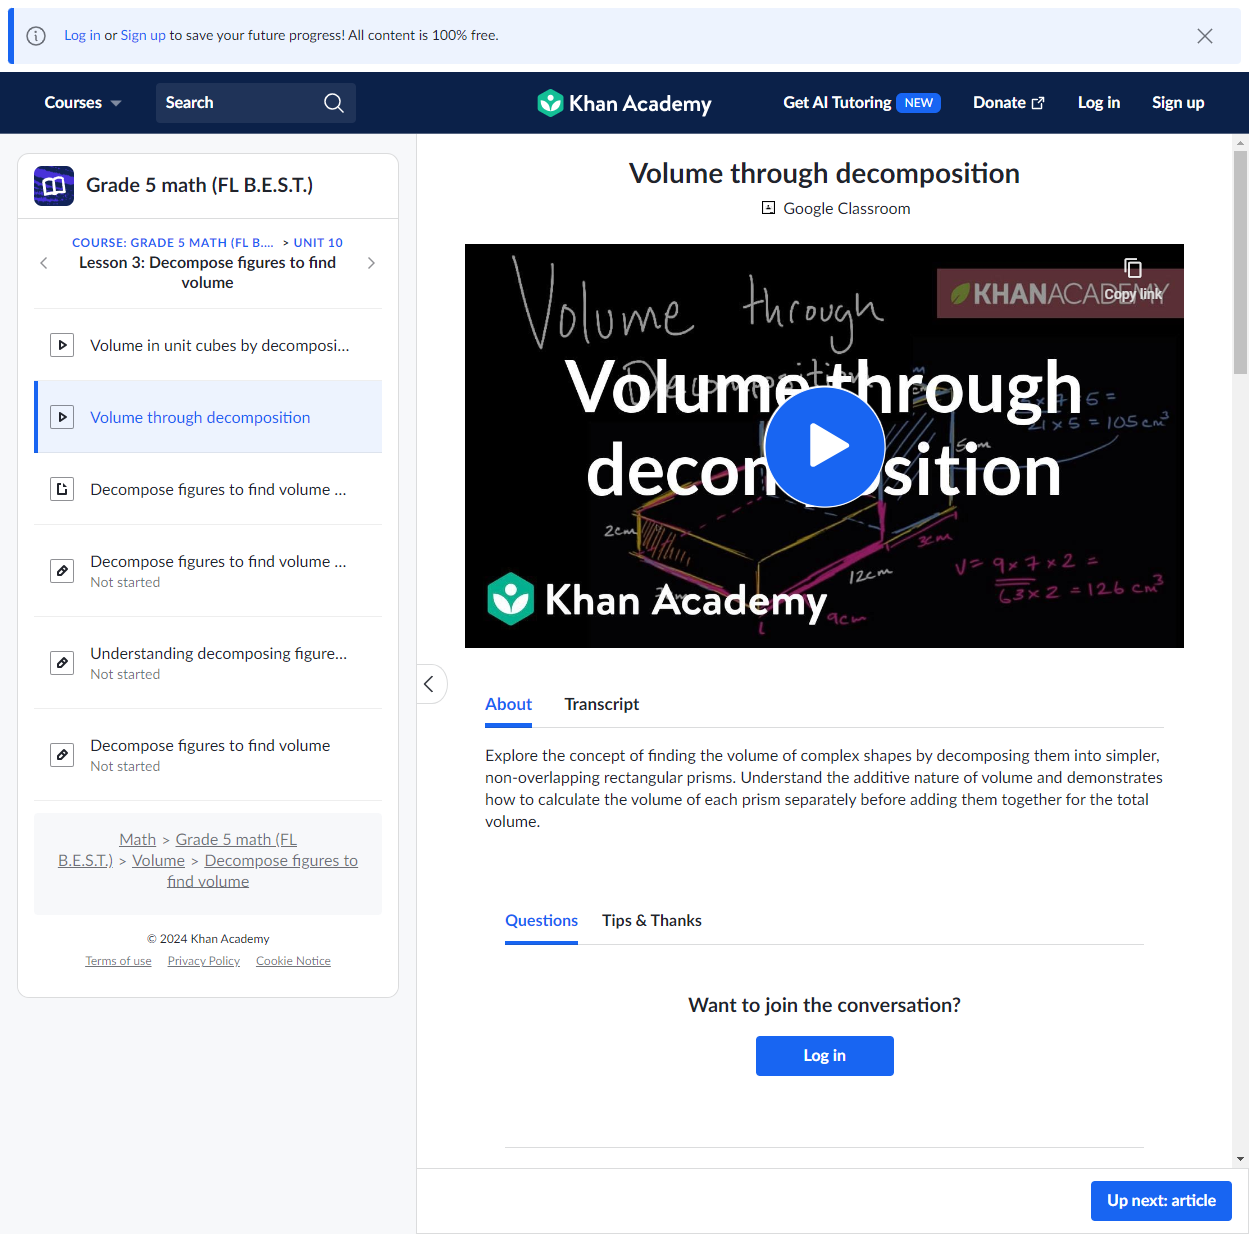 Log in or Sign up to save your future progress! All content is 100% free.
Courses
Search
Khan Academy
Get AI Tutoring NEW
Donate
Log in
Sign up
Grade 5 math (FL B.E.S.T.)
COURSE: GRADE 5 MATH (FL B.... > UNIT 10
Lesson 3: Decompose figures to find
volume
Volume in unit cubes by decomposi...
Volume through decomposition
Decompose figures to find volume ...
Decompose figures to find volume ...
Not started
Understanding decomposing figure...
Not started
Decompose figures to find volume
Not started
Math > Grade 5 math (FL
B.E.S.T.) > Volume > Decompose figures to
find volume
© 2024 Khan Academy
Terms of use Privacy Policy Cookie Notice
Volume through decomposition
Google Classroom
Volume through
Decomposition
KHANACADEMY
Copy link
Volume through
decomposition
21 x 5 = 105 cm³
5cm
2cm
3cm
12cm
9cm
V= 9 x 7 x 2 =
63 x 2 = 126 cm³
Khan Academy
About
Transcript
Explore the concept of finding the volume of complex shapes by decomposing them into simpler,
non-overlapping rectangular prisms. Understand the additive nature of volume and demonstrates
how to calculate the volume of each prism separately before adding them together for the total
volume.
Questions
Tips & Thanks
Want to join the conversation?
Log in
Up next: article